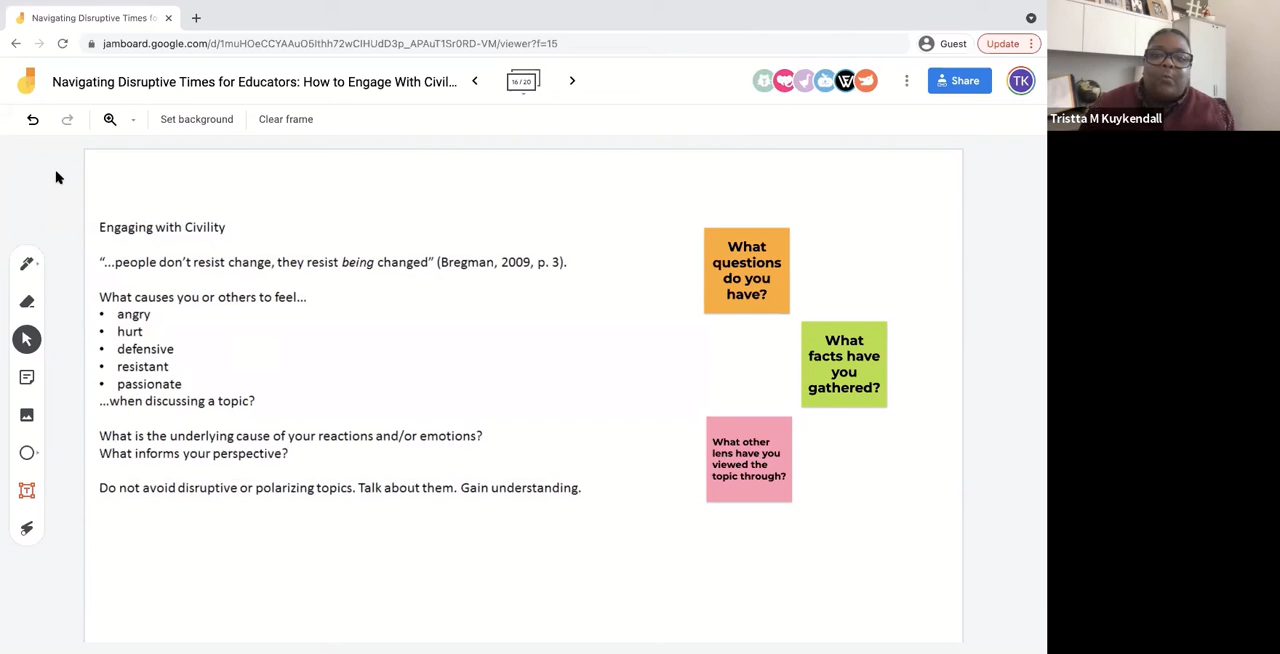 Navigating Disruptive Times fo
jamboard.google.com/d/1muHOeCCYAAuO5Ithh72wCIHUdD3p_APAuT1Sr0RD-VM/viewer?f=15
Guest
Update
Navigating Disruptive Times for Educators: How to Engage With Civil...
16 / 20
Share
TK
Set background
Clear frame
Tristta M Kuykendall
Engaging with Civility
“...people don’t resist change, they resist being changed” (Bregman, 2009, p. 3).
What causes you or others to feel...
• angry
• hurt
• defensive
• resistant
• passionate
...when discussing a topic?
What is the underlying cause of your reactions and/or emotions?
What informs your perspective?
Do not avoid disruptive or polarizing topics. Talk about them. Gain understanding.
What
questions
do you
have?
What
facts have
you
gathered?
What other
lens have you
viewed the
topic through?